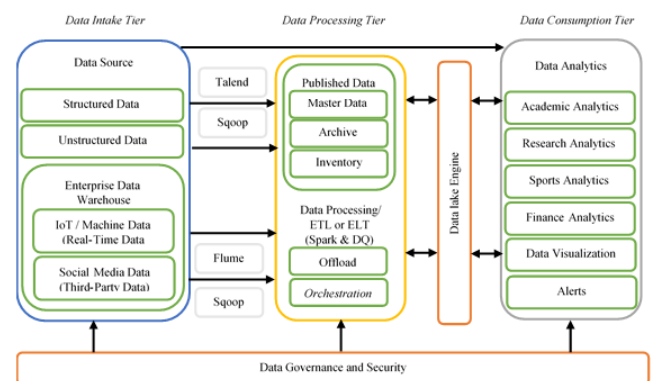 Data Intake Tier
Data Processing Tier
Data Consumption Tier
Data Source
Structured Data
Unstructured Data
Enterprise Data
Warehouse
IoT / Machine Data
(Real-Time Data
Social Media Data
(Third-Party Data)
Talend
Sqoop
Flume
Sqoop
Published Data
Master Data
Archive
Inventory
Data Processing/
ETL or ELT
(Spark & DQ)
Offload
Orchestration
Data lake Engine
Data Analytics
Academic Analytics
Research Analytics
Sports Analytics
Finance Analytics
Data Visualization
Alerts
Data Governance and Security